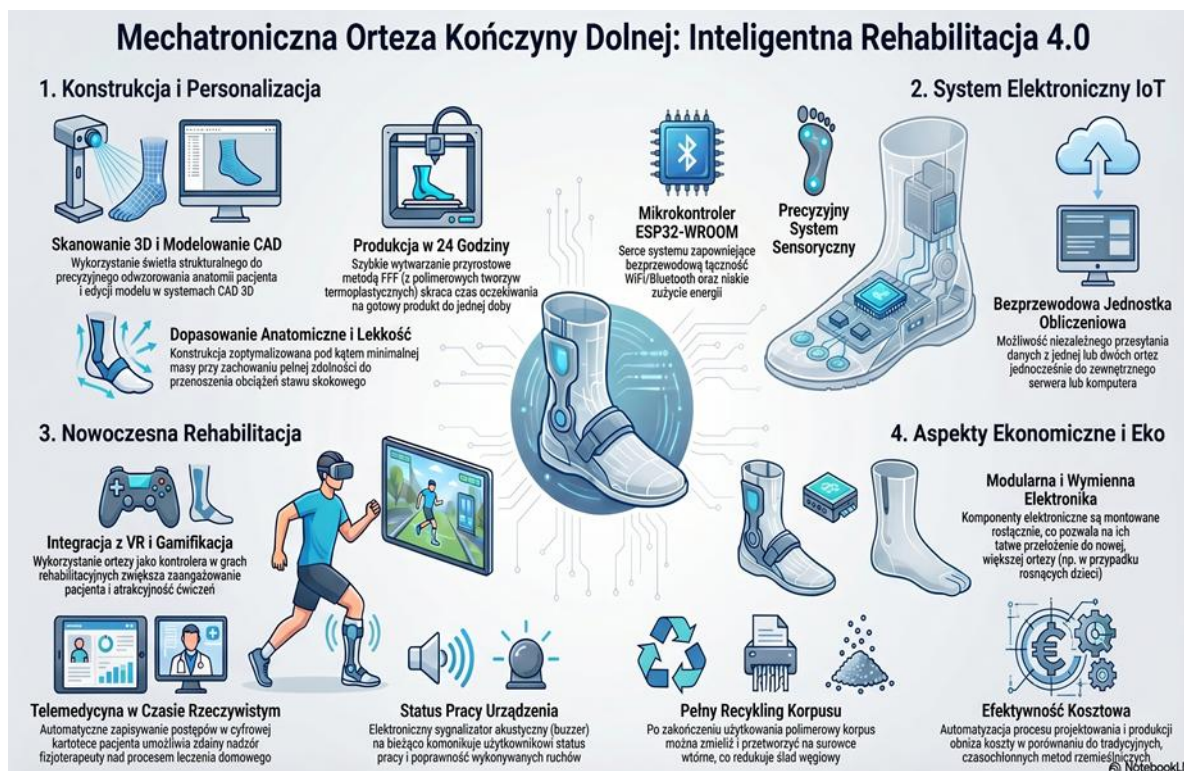 Mechatroniczna Orteza Kończyny Dolnej: Inteligentna Rehabilitacja 4.0
1. Konstrukcja i Personalizacja
Skanowanie 3D i Modelowanie CAD
Wykorzystanie światła strukturalnego do
precyzyjnego odwzorowania anatomii pacjenta
i edycji modelu w systemach CAD 3D
Produkcja w 24 Godziny
Szybkie wytwarzanie przyrostowe
metodą FFF (z polimerowych tworzyw
termoplastycznych) skraca czas oczekiwania
na gotowy produkt do jednej doby
Dopasowanie Anatomiczne i Lekkość
Konstrukcja zoptymalizowana pod kątem minimalnej
masy przy zachowaniu pełnej zdolności do
przenoszenia obciążeń stawu skokowego
2. System Elektroniczny IoT
Mikrokontroler
ESP32-WROOM
Serce systemu zapowniejące
bezprzewodową tączność
WiFi/Bluetooth oraz niakie
zużycie energii
Precyzyjny
System
Sensoryczny
Bezprzewodowa Jednostka
Obliczeniowa
Możliwość niezależnego przesyłania
danych z jednej lub dwóch ortez
jednocześnie do zewnętrznego
serwera lub komputera
3. Nowoczesna Rehabilitacja
Integracja z VR i Gamifikacja
Wykorzystanie ortezy jako kontrolera w grach
rehabilitacyjnych zwiększa zaangażowanie
pacjenta i atrakcyjność ćwiczeń
Telemedycyna w Czasie Rzeczywistym
Automatyczne zapisywanie postępów w cyfrowej
kartotece pacjenta umożliwia zdainy nadzór
fizjoterapeuty nad procesem leczenia domowego
Status Pracy Urządzenia
Elektroniczny sygnalizator akustyczny (buzzer)
na bieżąco komonikuje użytkownikowi status
pracy i poprawność wykonywanych ruchów
4. Aspekty Ekonomiczne i Eko
Modularna i Wymienna
Elektronika
Komponenty elektroniczne są montowane
rostącznie, co pozwala na ich
tatwe przełożenie do nowej,
większej ortezy (np. w przypadku
rosnących dzieci)
Pełny Recykling Korpusu
Po zakończeniu użytkowania polimerowy korpus
można zmieliź i przetworzyć na surowce
wtórne, co redukuje ślad węgiowy
Efektywność Kosztowa
Automatyzacja procesu projektowania i produkcji
obniża koszty w porównaniu do tradycyjnych,
czasochłonnych metod rzemieślniczych
NotebookL